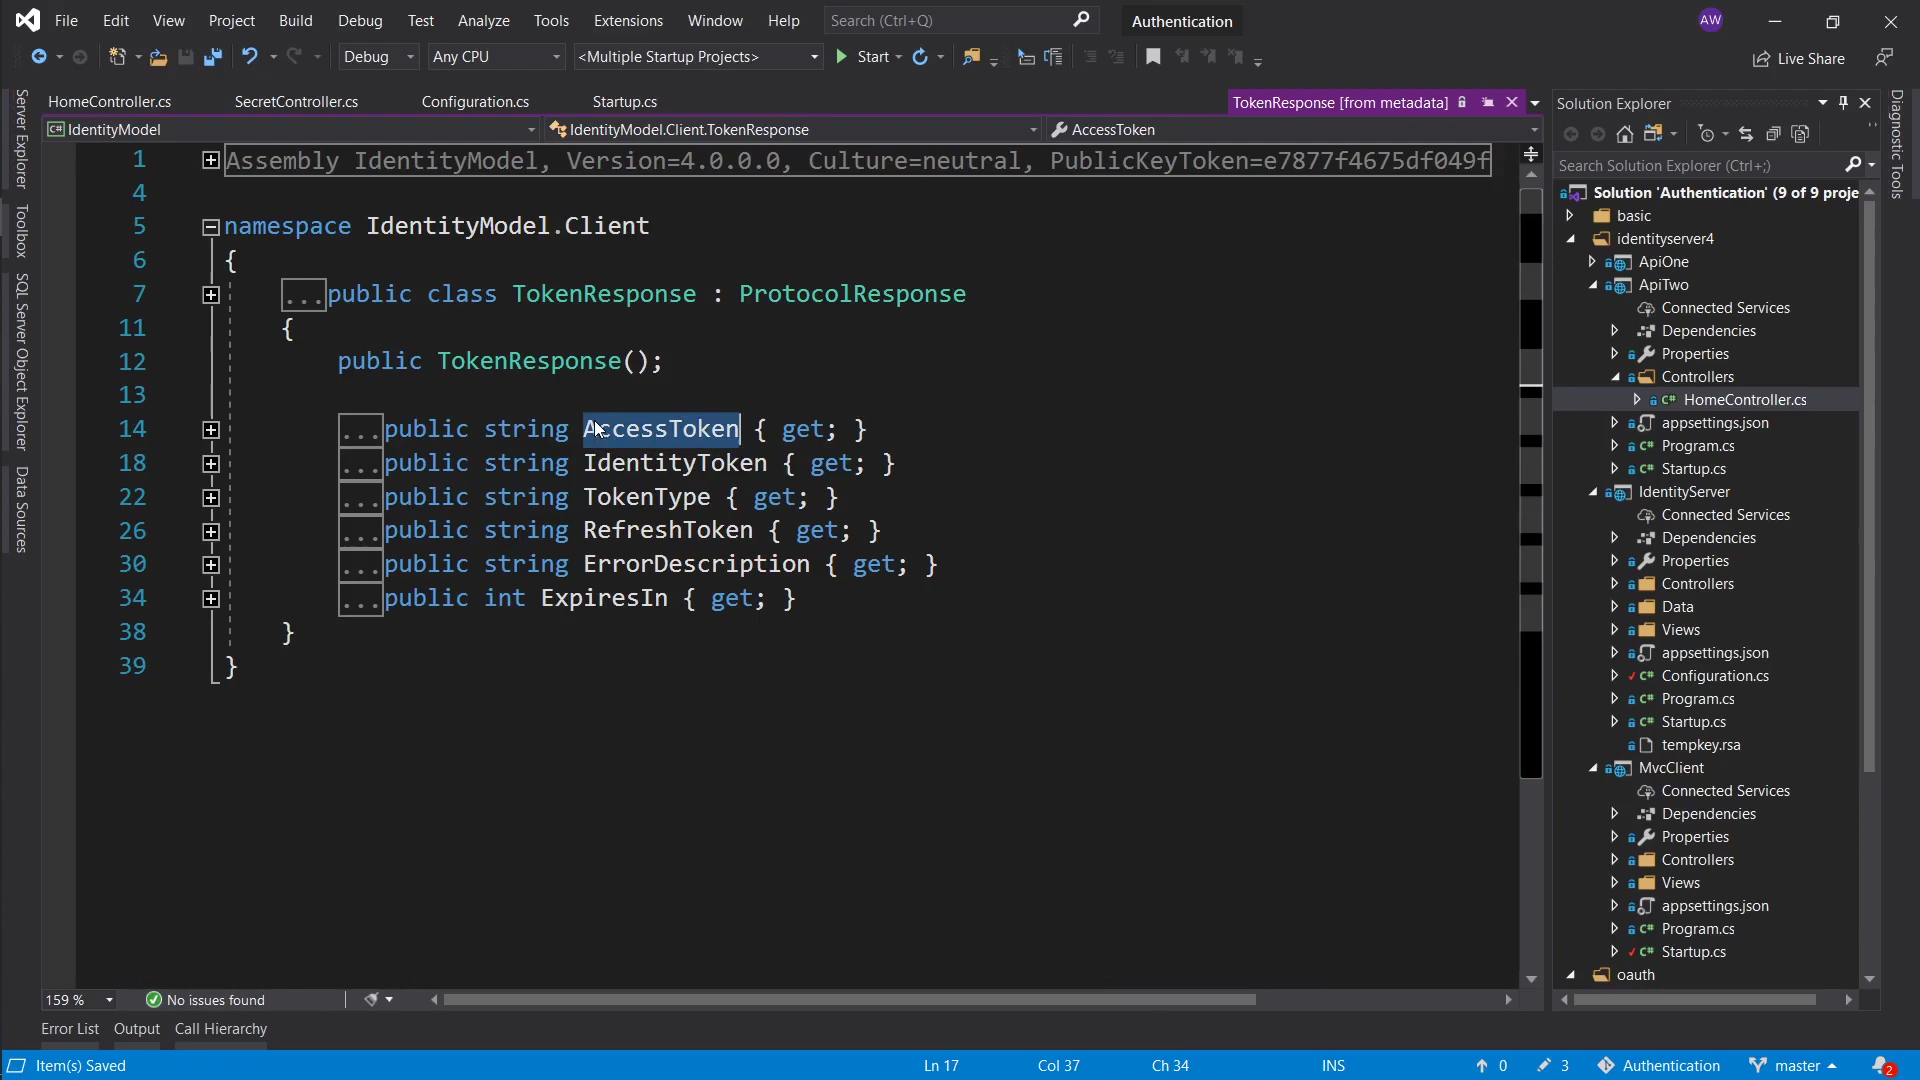 File Edit View Project Build Debug Test Analyze Tools Extensions Window Help Search (Ctrl+Q) Authentication AW
Debug Any CPU <Multiple Startup Projects> Start Live Share
HomeController.cs SecretController.cs Configuration.cs Startup.cs TokenResponse [from metadata]
IdentityModel IdentityModel.Client.TokenResponse AccessToken
Server Explorer
Toolbox
SQL Server Object Explorer
Data Sources
1 Assembly IdentityModel, Version=4.0.0.0, Culture=neutral, PublicKeyToken=e7877f4675df049f
4
5 namespace IdentityModel.Client
6 {
7 ...public class TokenResponse : ProtocolResponse
11 {
12 public TokenResponse();
13
14 ...public string AccessToken { get; }
18 ...public string IdentityToken { get; }
22 ...public string TokenType { get; }
26 ...public string RefreshToken { get; }
30 ...public string ErrorDescription { get; }
34 ...public int ExpiresIn { get; }
38 }
39 }
159 % No issues found
Error List Output Call Hierarchy
Solution Explorer
Search Solution Explorer (Ctrl+;)
Solution 'Authentication' (9 of 9 proje
basic
identityserver4
ApiOne
ApiTwo
Connected Services
Dependencies
Properties
Controllers
C# HomeController.cs
appsettings.json
C# Program.cs
C# Startup.cs
IdentityServer
Connected Services
Dependencies
Properties
Controllers
Data
Views
appsettings.json
C# Configuration.cs
C# Program.cs
C# Startup.cs
tempkey.rsa
MvcClient
Connected Services
Dependencies
Properties
Controllers
Views
appsettings.json
C# Program.cs
C# Startup.cs
oauth
Diagnostic Tools
Item(s) Saved Ln 17 Col 37 Ch 34 INS 0 3 Authentication master 2